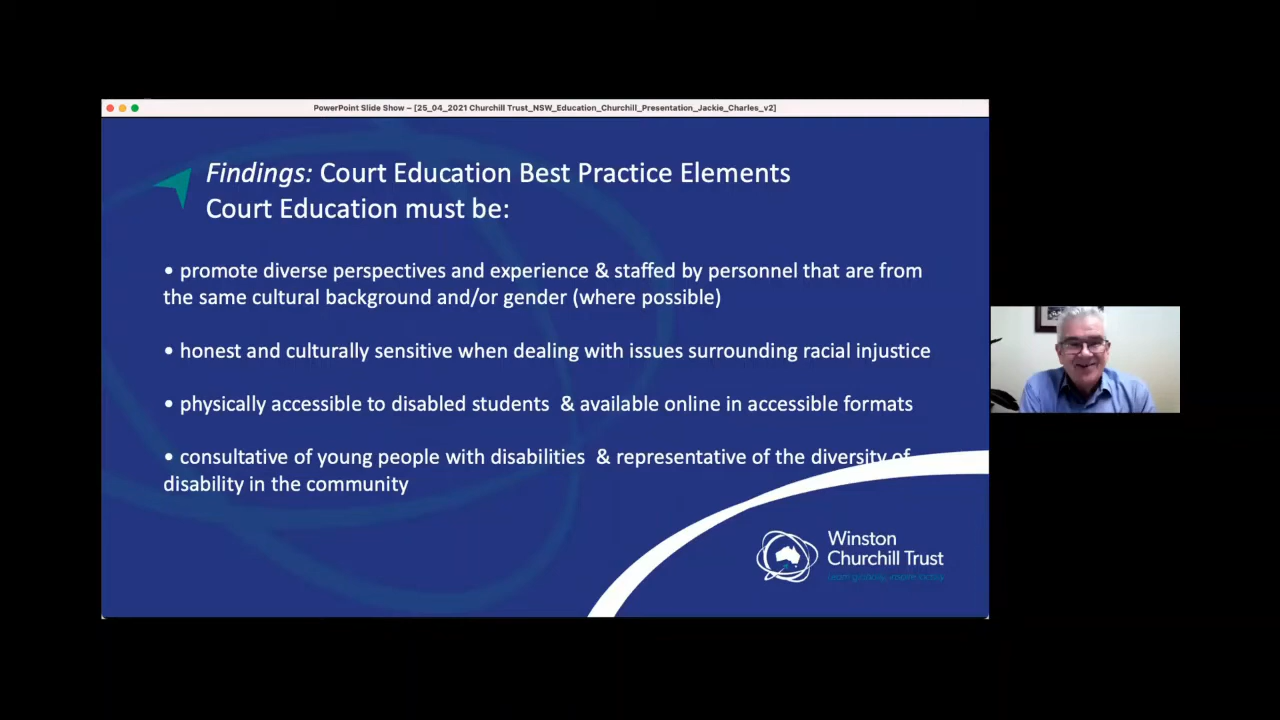 PowerPoint Slide Show – [25_04_2021 Churchill Trust_NSW_Education_Churchill_Presentation_Jackie_Charles_v2]
Findings: Court Education Best Practice Elements
Court Education must be:
• promote diverse perspectives and experience & staffed by personnel that are from
the same cultural background and/or gender (where possible)
• honest and culturally sensitive when dealing with issues surrounding racial injustice
• physically accessible to disabled students & available online in accessible formats
• consultative of young people with disabilities & representative of the diversity of
disability in the community
Winston
Churchill Trust